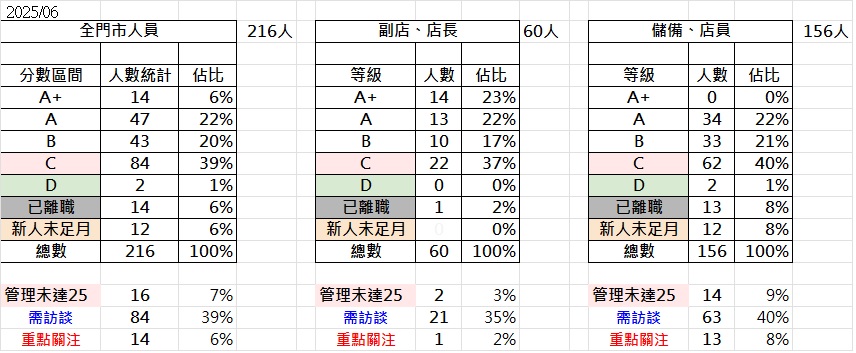 2025/06
全門市人員 216人 副店、店長 60人 儲備、店員 156人
分數區間 人數統計 佔比 等級 人數 佔比 等級 人數 佔比
A+ 14 6% A+ 14 23% A+ 0 0%
A 47 22% A 13 22% A 34 22%
B 43 20% B 10 17% B 33 21%
C 84 39% C 22 37% C 62 40%
D 2 1% D 0 0% D 2 1%
已離職 14 6% 已離職 1 2% 已離職 13 8%
新人未足月 12 6% 新人未足月 0 0% 新人未足月 12 8%
總數 216 100% 總數 60 100% 總數 156 100%
管理未達25 16 7% 管理未達25 2 3% 管理未達25 14 9%
需訪談 84 39% 需訪談 21 35% 需訪談 63 40%
重點關注 14 6% 重點關注 1 2% 重點關注 13 8%